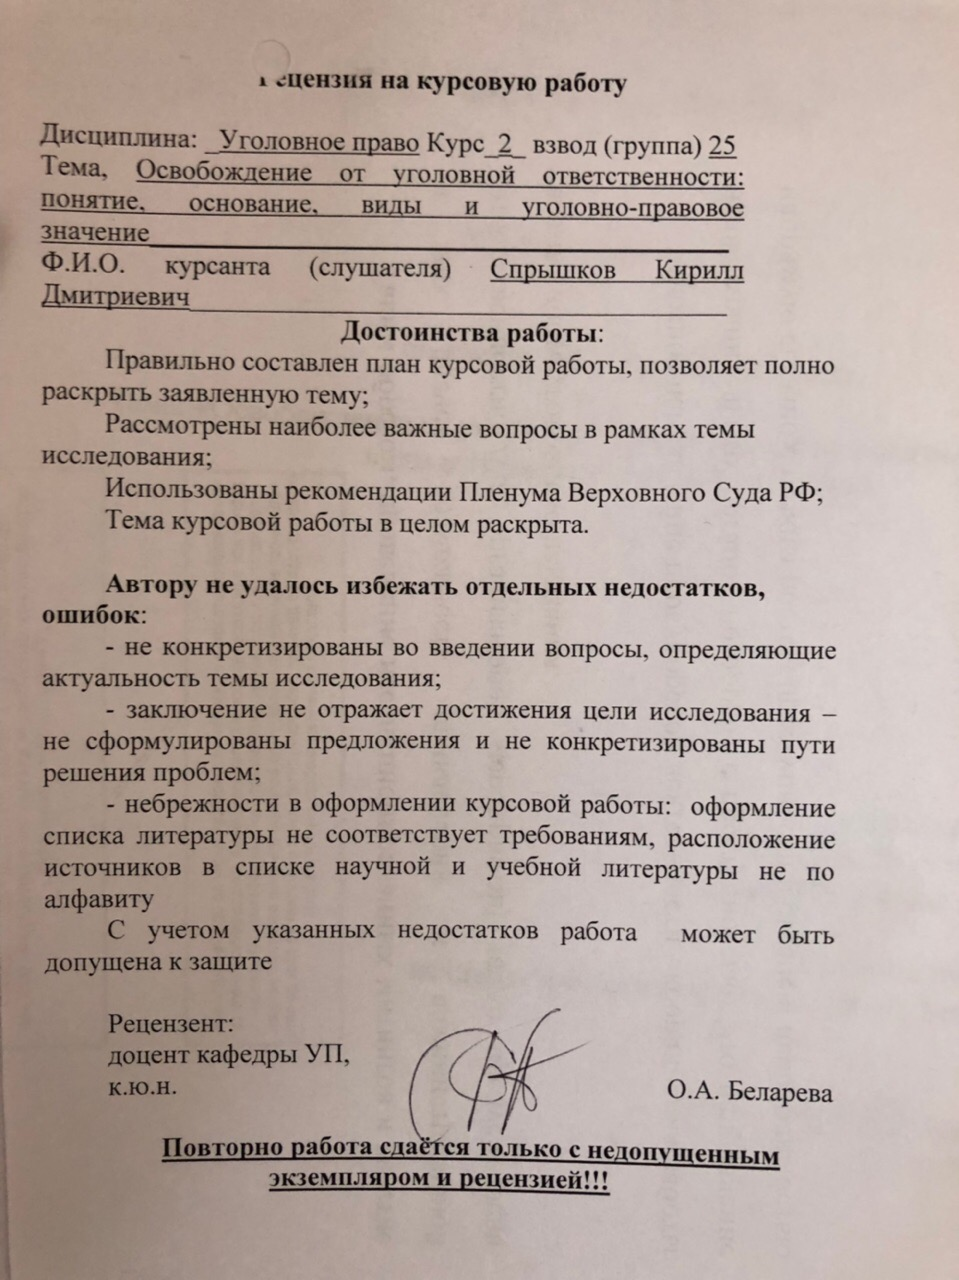 Рецензия на курсовую работу
Дисциплина: _Уголовное право Курс_2_ взвод (группа) 25
Тема, Освобождение от уголовной ответственности:
понятие, основание, виды и уголовно-правовое
значение
Ф.И.О. курсанта (слушателя) Спрышков Кирилл
Дмитриевич
Достоинства работы:
Правильно составлен план курсовой работы, позволяет полно
раскрыть заявленную тему;
Рассмотрены наиболее важные вопросы в рамках темы
исследования;
Использованы рекомендации Пленума Верховного Суда РФ;
Тема курсовой работы в целом раскрыта.
Автору не удалось избежать отдельных недостатков,
ошибок:
- не конкретизированы во введении вопросы, определяющие
актуальность темы исследования;
- заключение не отражает достижения цели исследования –
не сформулированы предложения и не конкретизированы пути
решения проблем;
- небрежности в оформлении курсовой работы: оформление
списка литературы не соответствует требованиям, расположение
источников в списке научной и учебной литературы не по
алфавиту
С учетом указанных недостатков работа может быть
допущена к защите
Рецензент:
доцент кафедры УП,
к.ю.н. О.А. Беларева
Повторно работа сдаётся только с недопущенным
экземпляром и рецензией!!!